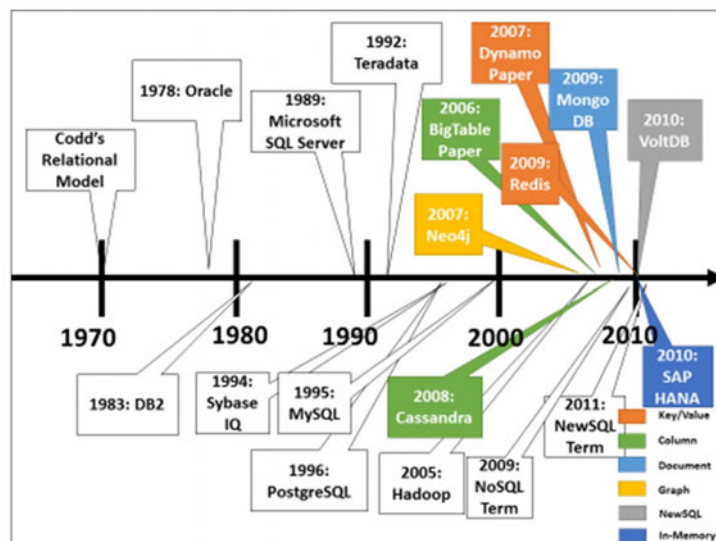 1992:
Teradata
2007:
Dynamo
Paper
1978: Oracle
2009:
Mongo
DB
1989:
Microsoft
SQL Server
2006:
BigTable
Paper
2010:
VoltDB
Codd's
Relational
Model
2009:
Redis
2007:
Neo4j
1970
1980
1990
2000
2010
1983: DB2
1994:
Sybase
IQ
1995:
MySQL
2008:
Cassandra
2010:
SAP
HANA
2011:
NewSQL
Term
1996:
PostgreSQL
2005:
Hadoop
2009:
NoSQL
Term
Key/Value
Column
Document
Graph
NewSQL
In-Memory